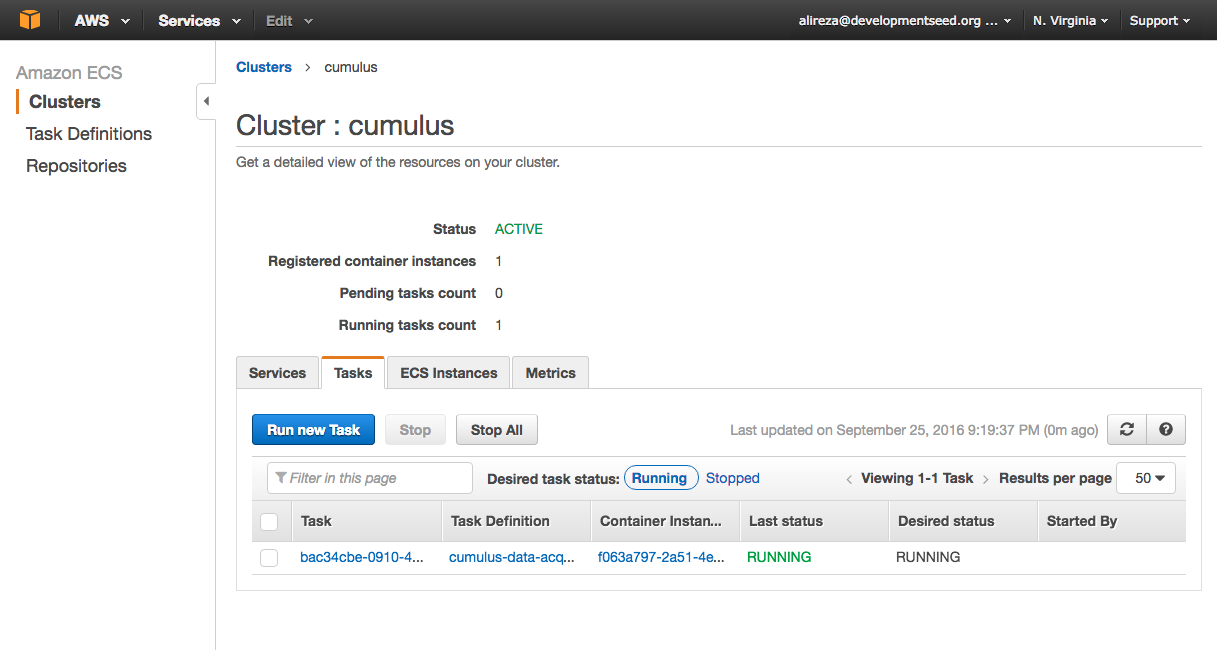 AWS Services Edit alireza@developmentseed.org ... N. Virginia Support
Amazon ECS
Clusters
Task Definitions
Repositories
Clusters > cumulus
Cluster : cumulus
Get a detailed view of the resources on your cluster.
Status ACTIVE
Registered container instances 1
Pending tasks count 0
Running tasks count 1
Services Tasks ECS Instances Metrics
Run new Task Stop Stop All Last updated on September 25, 2016 9:19:37 PM (0m ago)
Filter in this page Desired task status: Running Stopped < Viewing 1-1 Task > Results per page 50
Task Task Definition Container Instan... Last status Desired status Started By
bac34cbe-0910-4... cumulus-data-acq... f063a797-2a51-4e... RUNNING RUNNING